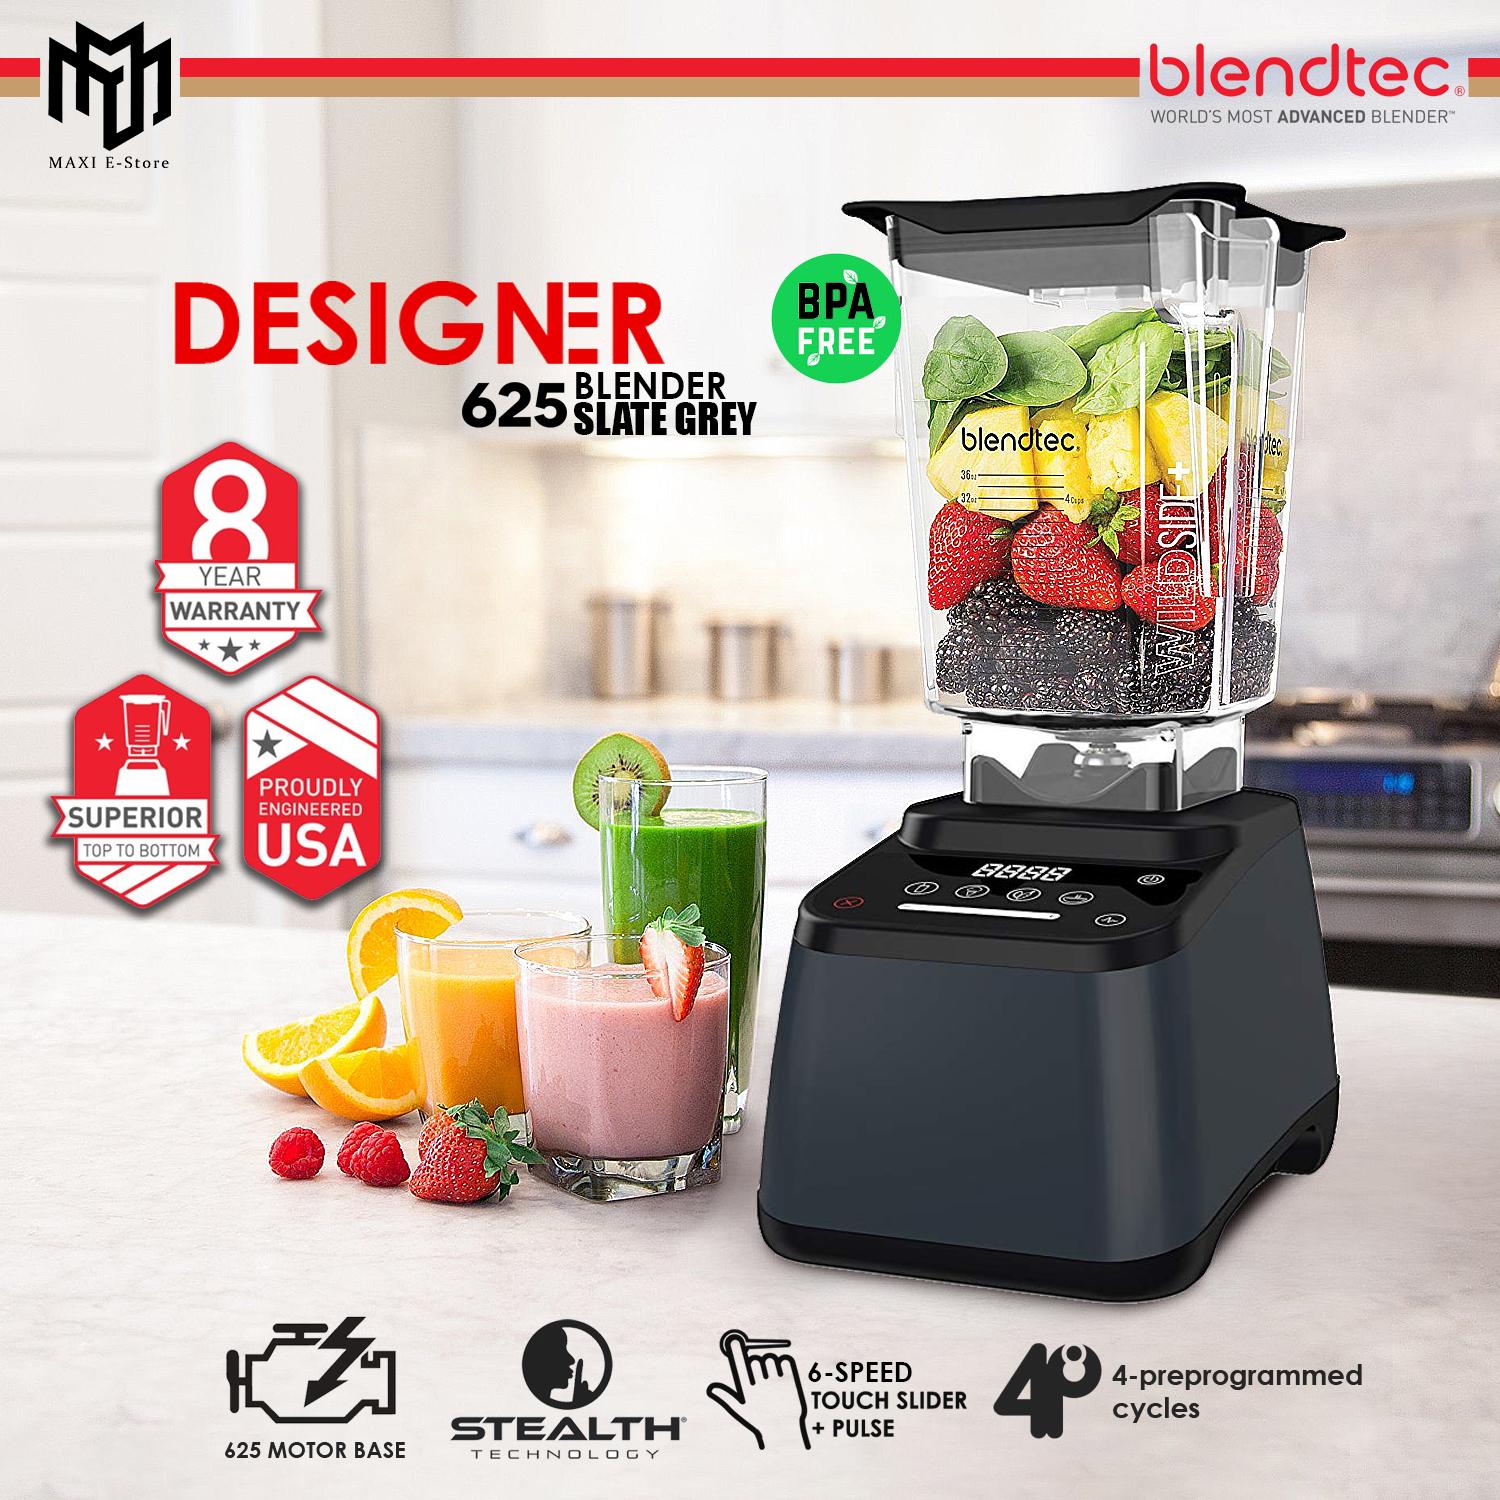 MAXI E-Store
blendtec®
WORLD'S MOST ADVANCED BLENDER™
DESIGNER
625 BLENDER
SLATE GREY
BPA
FREE
8
YEAR
WARRANTY
SUPERIOR
TOP TO BOTTOM
PROUDLY
ENGINEERED
USA
blendtec.
36oz
32oz
4 Cups
WILDSIDE+
8888
625 MOTOR BASE
STEALTH®
TECHNOLOGY
6-SPEED
TOUCH SLIDER
+ PULSE
4P
4-preprogrammed
cycles